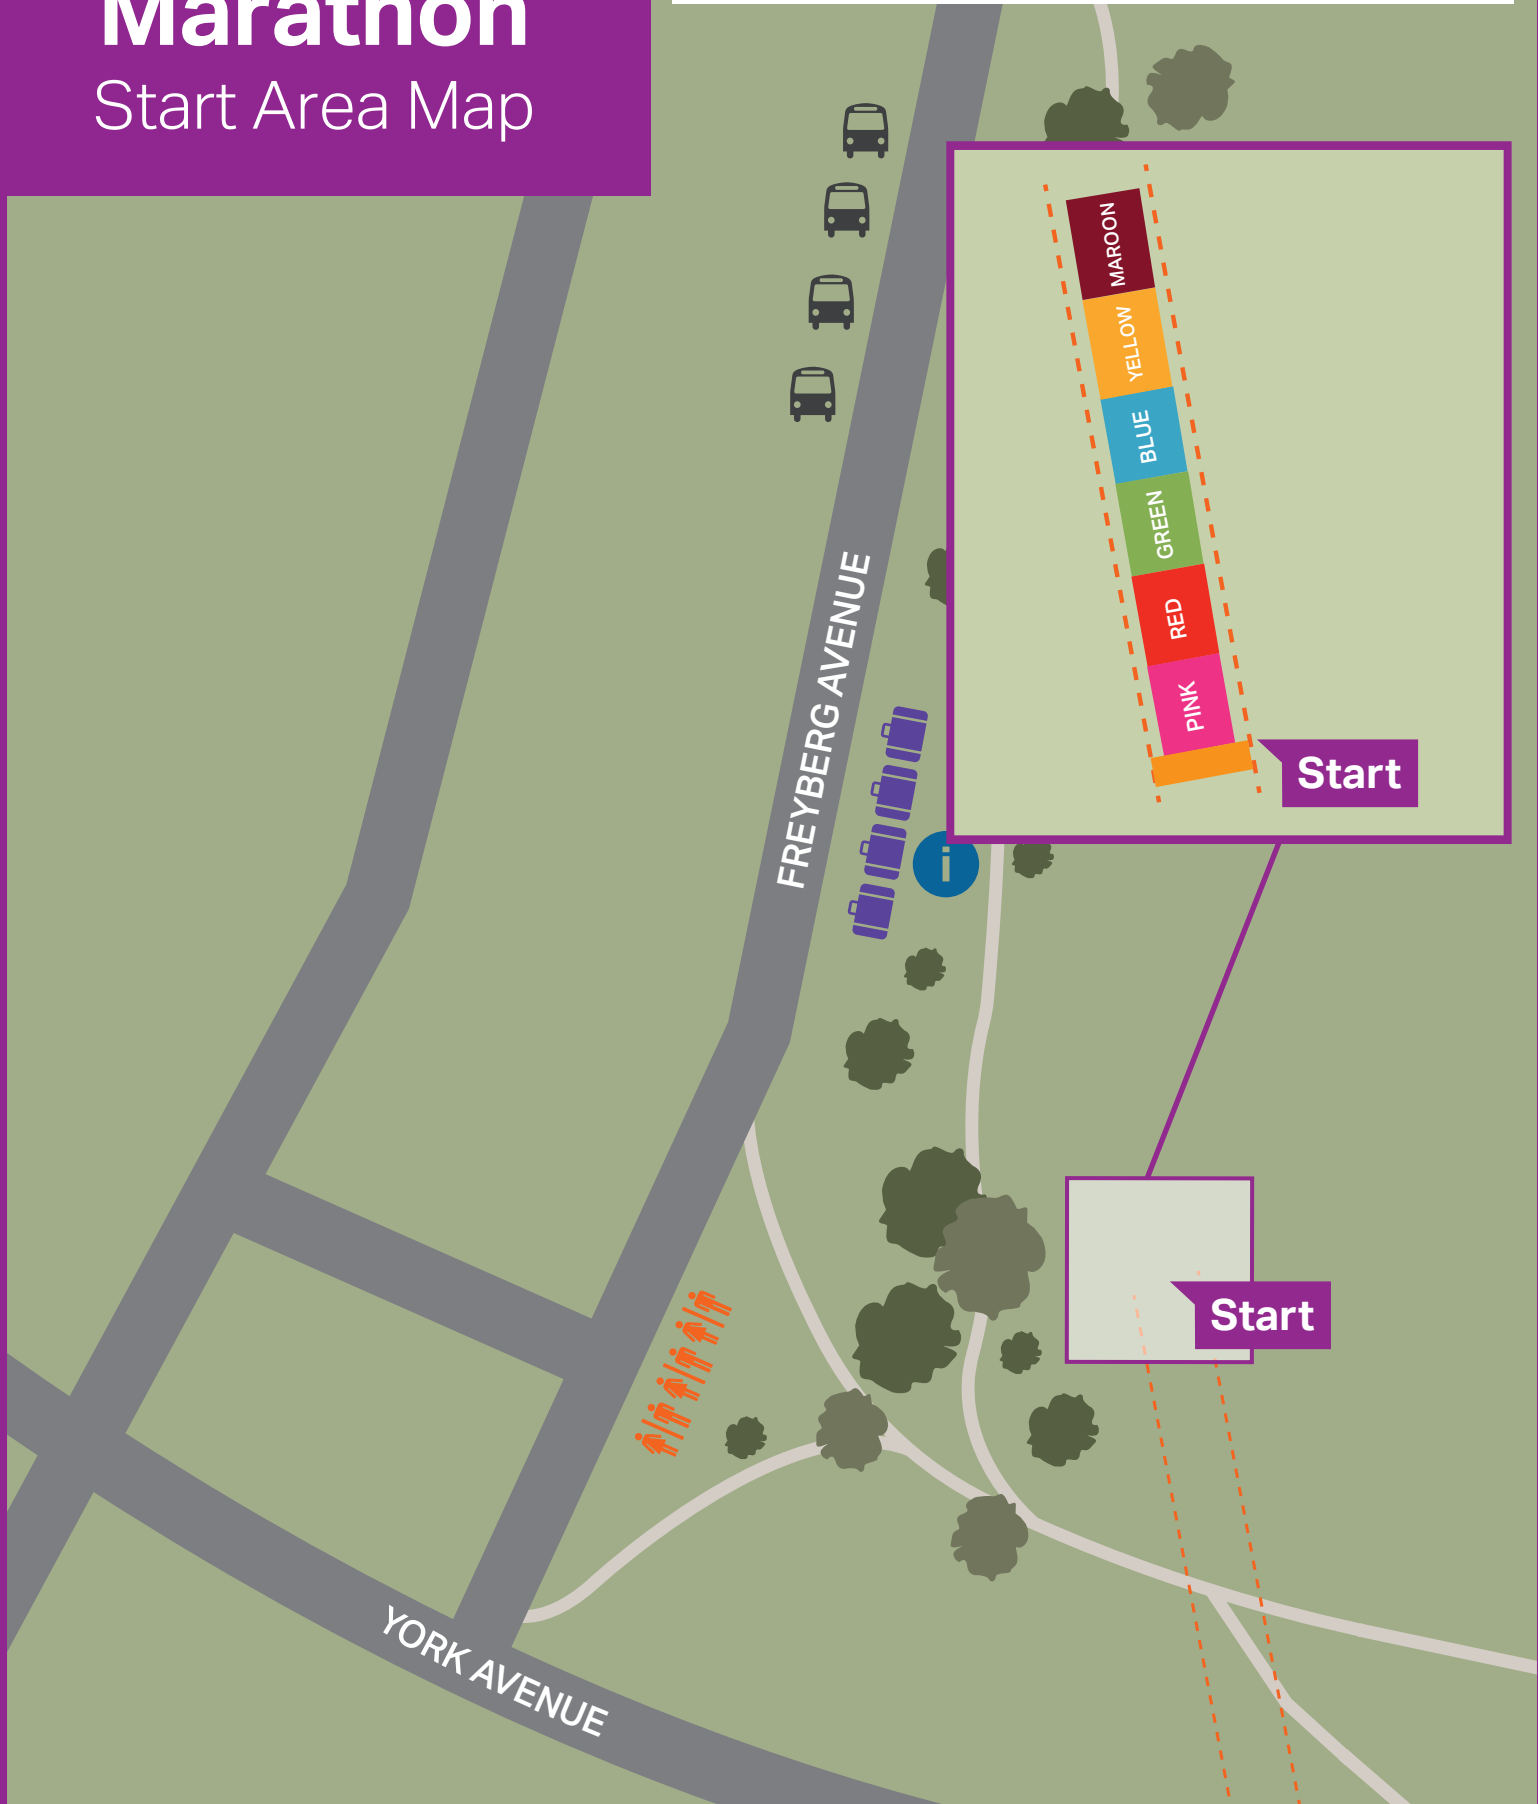 Marathon
Start Area Map
MAROON
YELLOW
BLUE
GREEN
RED
PINK
Start
FREYBERG AVENUE
i
Start
YORK AVENUE